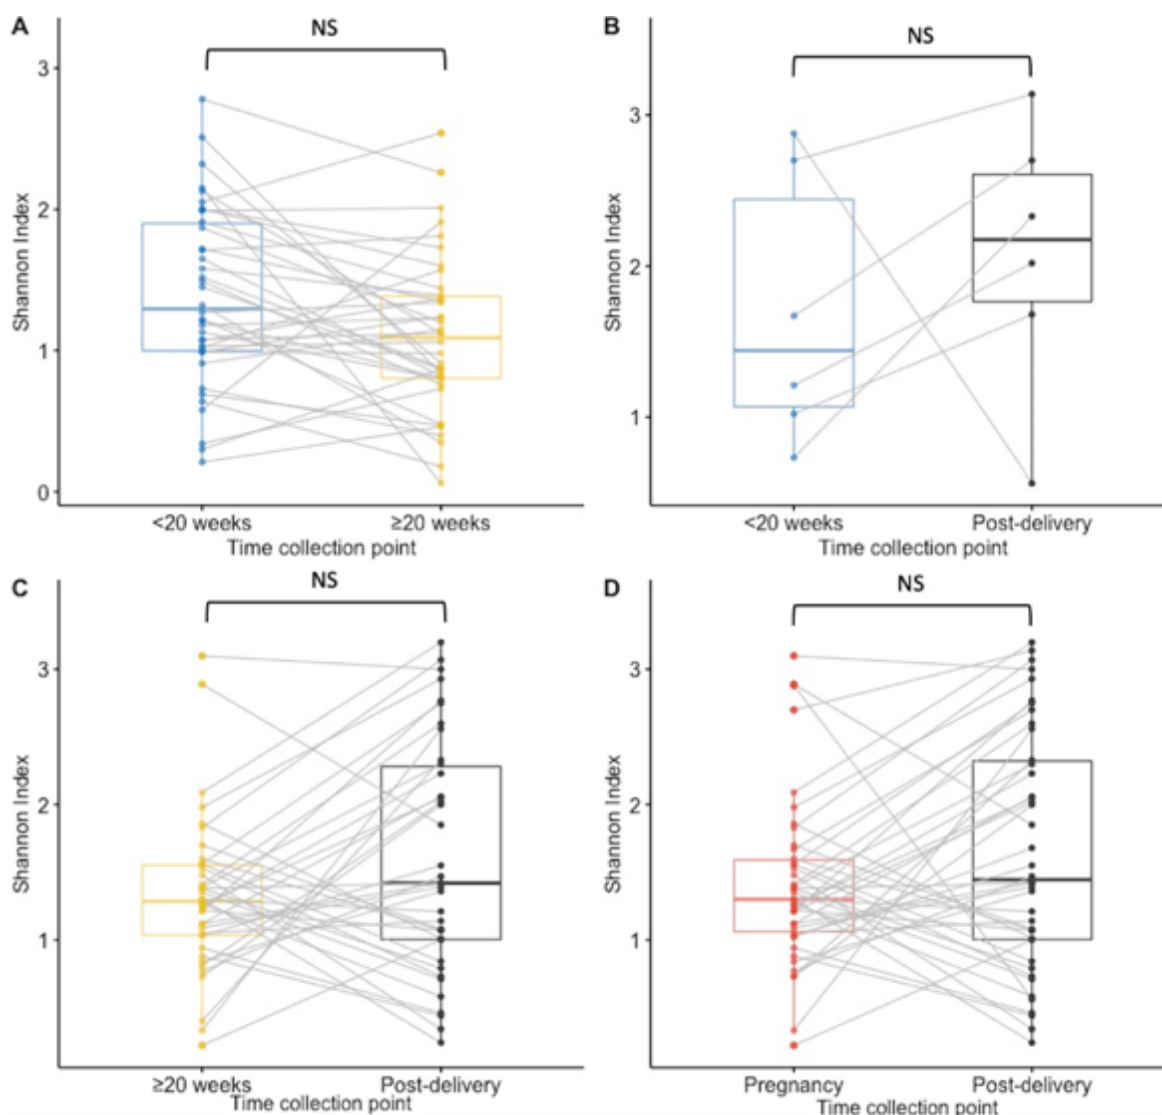 A
NS
Shannon Index
3
2
1
0
<20 weeks
≥20 weeks
Time collection point
B
NS
Shannon Index
3
2
1
<20 weeks
Post-delivery
Time collection point
C
NS
Shannon Index
3
2
1
≥20 weeks
Post-delivery
Time collection point
D
NS
Shannon Index
3
2
1
Pregnancy
Post-delivery
Time collection point